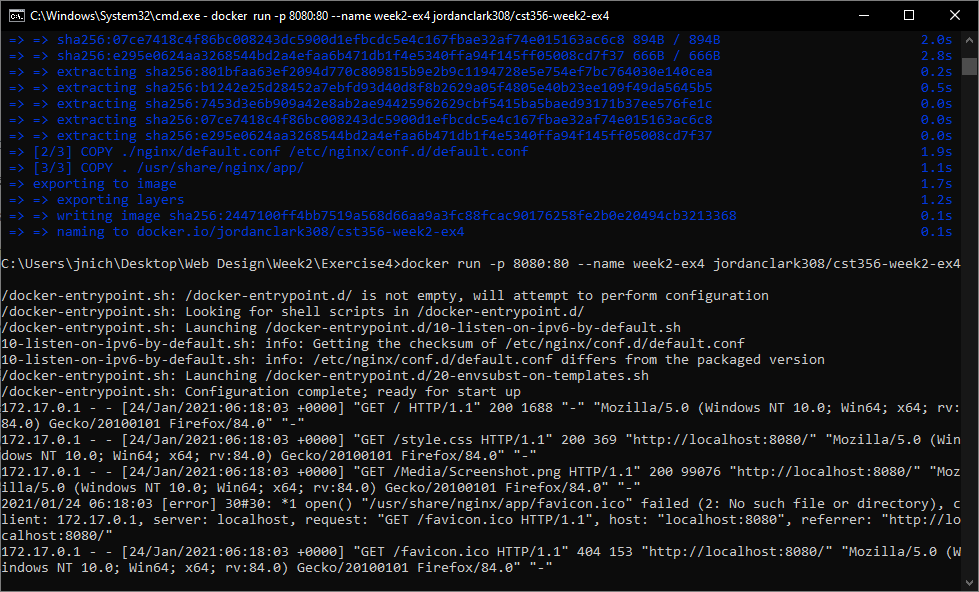 C:\Windows\System32\cmd.exe - docker  run -p 8080:80 --name week2-ex4 jordanclark308/cst356-week2-ex4
=> => sha256:07ce7418c4f86bc008243dc5900d1efbcdc5e4c167fbae32af74e015163ac6c8 894B / 894B 2.0s
=> => sha256:e295e0624aa3268544bd2a4efaa6b471db1f4e5340ffa94f145ff05008cd7f37 666B / 666B 2.8s
=> => extracting sha256:801bfaa63ef2094d770c809815b9e2b9c1194728e5e754ef7bc764030e140cea 0.2s
=> => extracting sha256:b1242e25d28452a7ebfd93d40d8f8b2629a05f4805e40b23ee109f49da5645b5 0.5s
=> => extracting sha256:7453d3e6b909a42e8ab2ae94425962629cbf5415ba5baed93171b37ee576fe1c 0.0s
=> => extracting sha256:07ce7418c4f86bc008243dc5900d1efbcdc5e4c167fbae32af74e015163ac6c8 0.0s
=> => extracting sha256:e295e0624aa3268544bd2a4efaa6b471db1f4e5340ffa94f145ff05008cd7f37 0.0s
=> [2/3] COPY ./nginx/default.conf /etc/nginx/conf.d/default.conf 1.9s
=> [3/3] COPY . /usr/share/nginx/app/ 1.1s
=> exporting to image 1.7s
=> => exporting layers 1.2s
=> => writing image sha256:2447100ff4bb7519a568d66aa9a3fc88fcac90176258fe2b0e20494cb3213368 0.1s
=> => naming to docker.io/jordanclark308/cst356-week2-ex4 0.1s
C:\Users\jnich\Desktop\Web Design\Week2\Exercise4>docker run -p 8080:80 --name week2-ex4 jordanclark308/cst356-week2-ex4
/docker-entrypoint.sh: /docker-entrypoint.d/ is not empty, will attempt to perform configuration
/docker-entrypoint.sh: Looking for shell scripts in /docker-entrypoint.d/
/docker-entrypoint.sh: Launching /docker-entrypoint.d/10-listen-on-ipv6-by-default.sh
10-listen-on-ipv6-by-default.sh: info: Getting the checksum of /etc/nginx/conf.d/default.conf
10-listen-on-ipv6-by-default.sh: info: /etc/nginx/conf.d/default.conf differs from the packaged version
/docker-entrypoint.sh: Launching /docker-entrypoint.d/20-envsubst-on-templates.sh
/docker-entrypoint.sh: Configuration complete; ready for start up
172.17.0.1 - - [24/Jan/2021:06:18:03 +0000] "GET / HTTP/1.1" 200 1688 "-" "Mozilla/5.0 (Windows NT 10.0; Win64; x64; rv:
84.0) Gecko/20100101 Firefox/84.0" "-"
172.17.0.1 - - [24/Jan/2021:06:18:03 +0000] "GET /style.css HTTP/1.1" 200 369 "http://localhost:8080/" "Mozilla/5.0 (Win
dows NT 10.0; Win64; x64; rv:84.0) Gecko/20100101 Firefox/84.0" "-"
172.17.0.1 - - [24/Jan/2021:06:18:03 +0000] "GET /Media/Screenshot.png HTTP/1.1" 200 99076 "http://localhost:8080/" "Moz
illa/5.0 (Windows NT 10.0; Win64; x64; rv:84.0) Gecko/20100101 Firefox/84.0" "-"
2021/01/24 06:18:03 [error] 30#30: *1 open() "/usr/share/nginx/app/favicon.ico" failed (2: No such file or directory), c
lient: 172.17.0.1, server: localhost, request: "GET /favicon.ico HTTP/1.1", host: "localhost:8080", referrer: "http://lo
calhost:8080/"
172.17.0.1 - - [24/Jan/2021:06:18:03 +0000] "GET /favicon.ico HTTP/1.1" 404 153 "http://localhost:8080/" "Mozilla/5.0 (W
indows NT 10.0; Win64; x64; rv:84.0) Gecko/20100101 Firefox/84.0" "-"